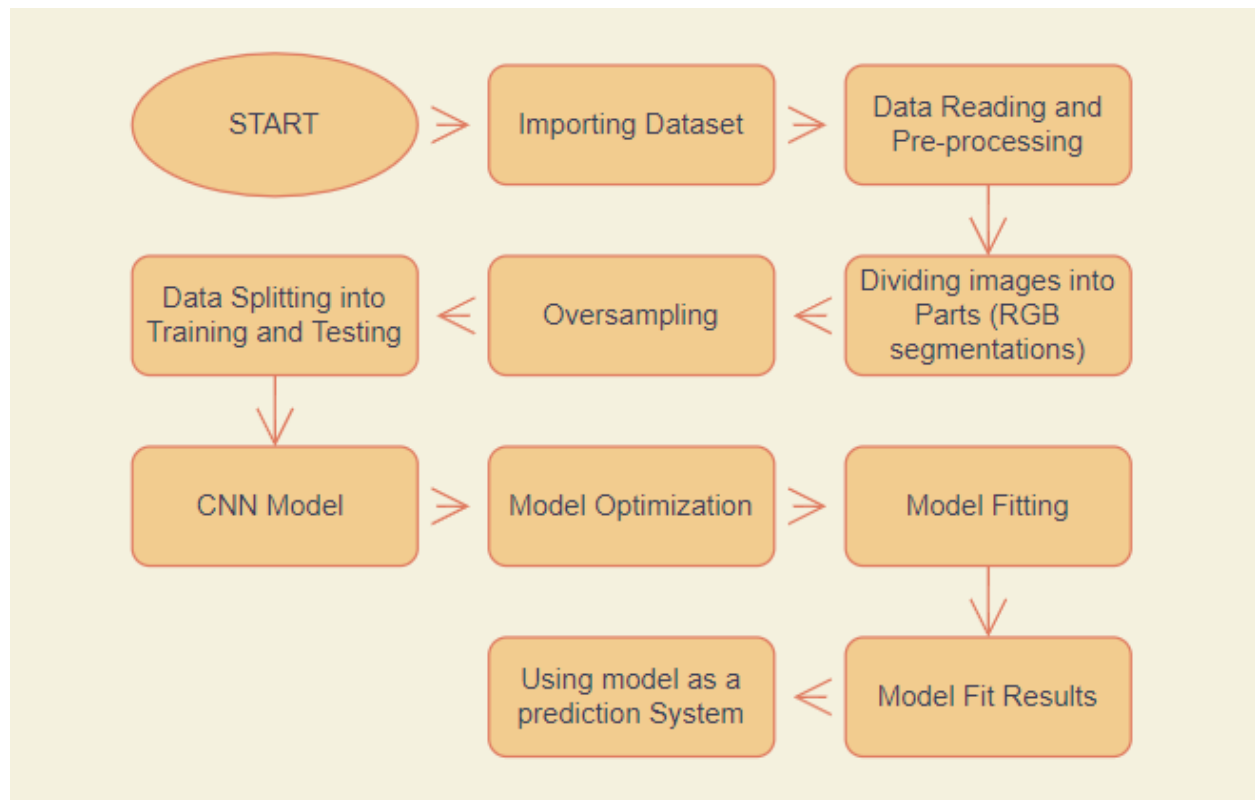 START
Importing Dataset
Data Reading and
Pre-processing
Dividing images into
Parts (RGB
segmentations)
Oversampling
Data Splitting into
Training and Testing
CNN Model
Model Optimization
Model Fitting
Model Fit Results
Using model as a
prediction System